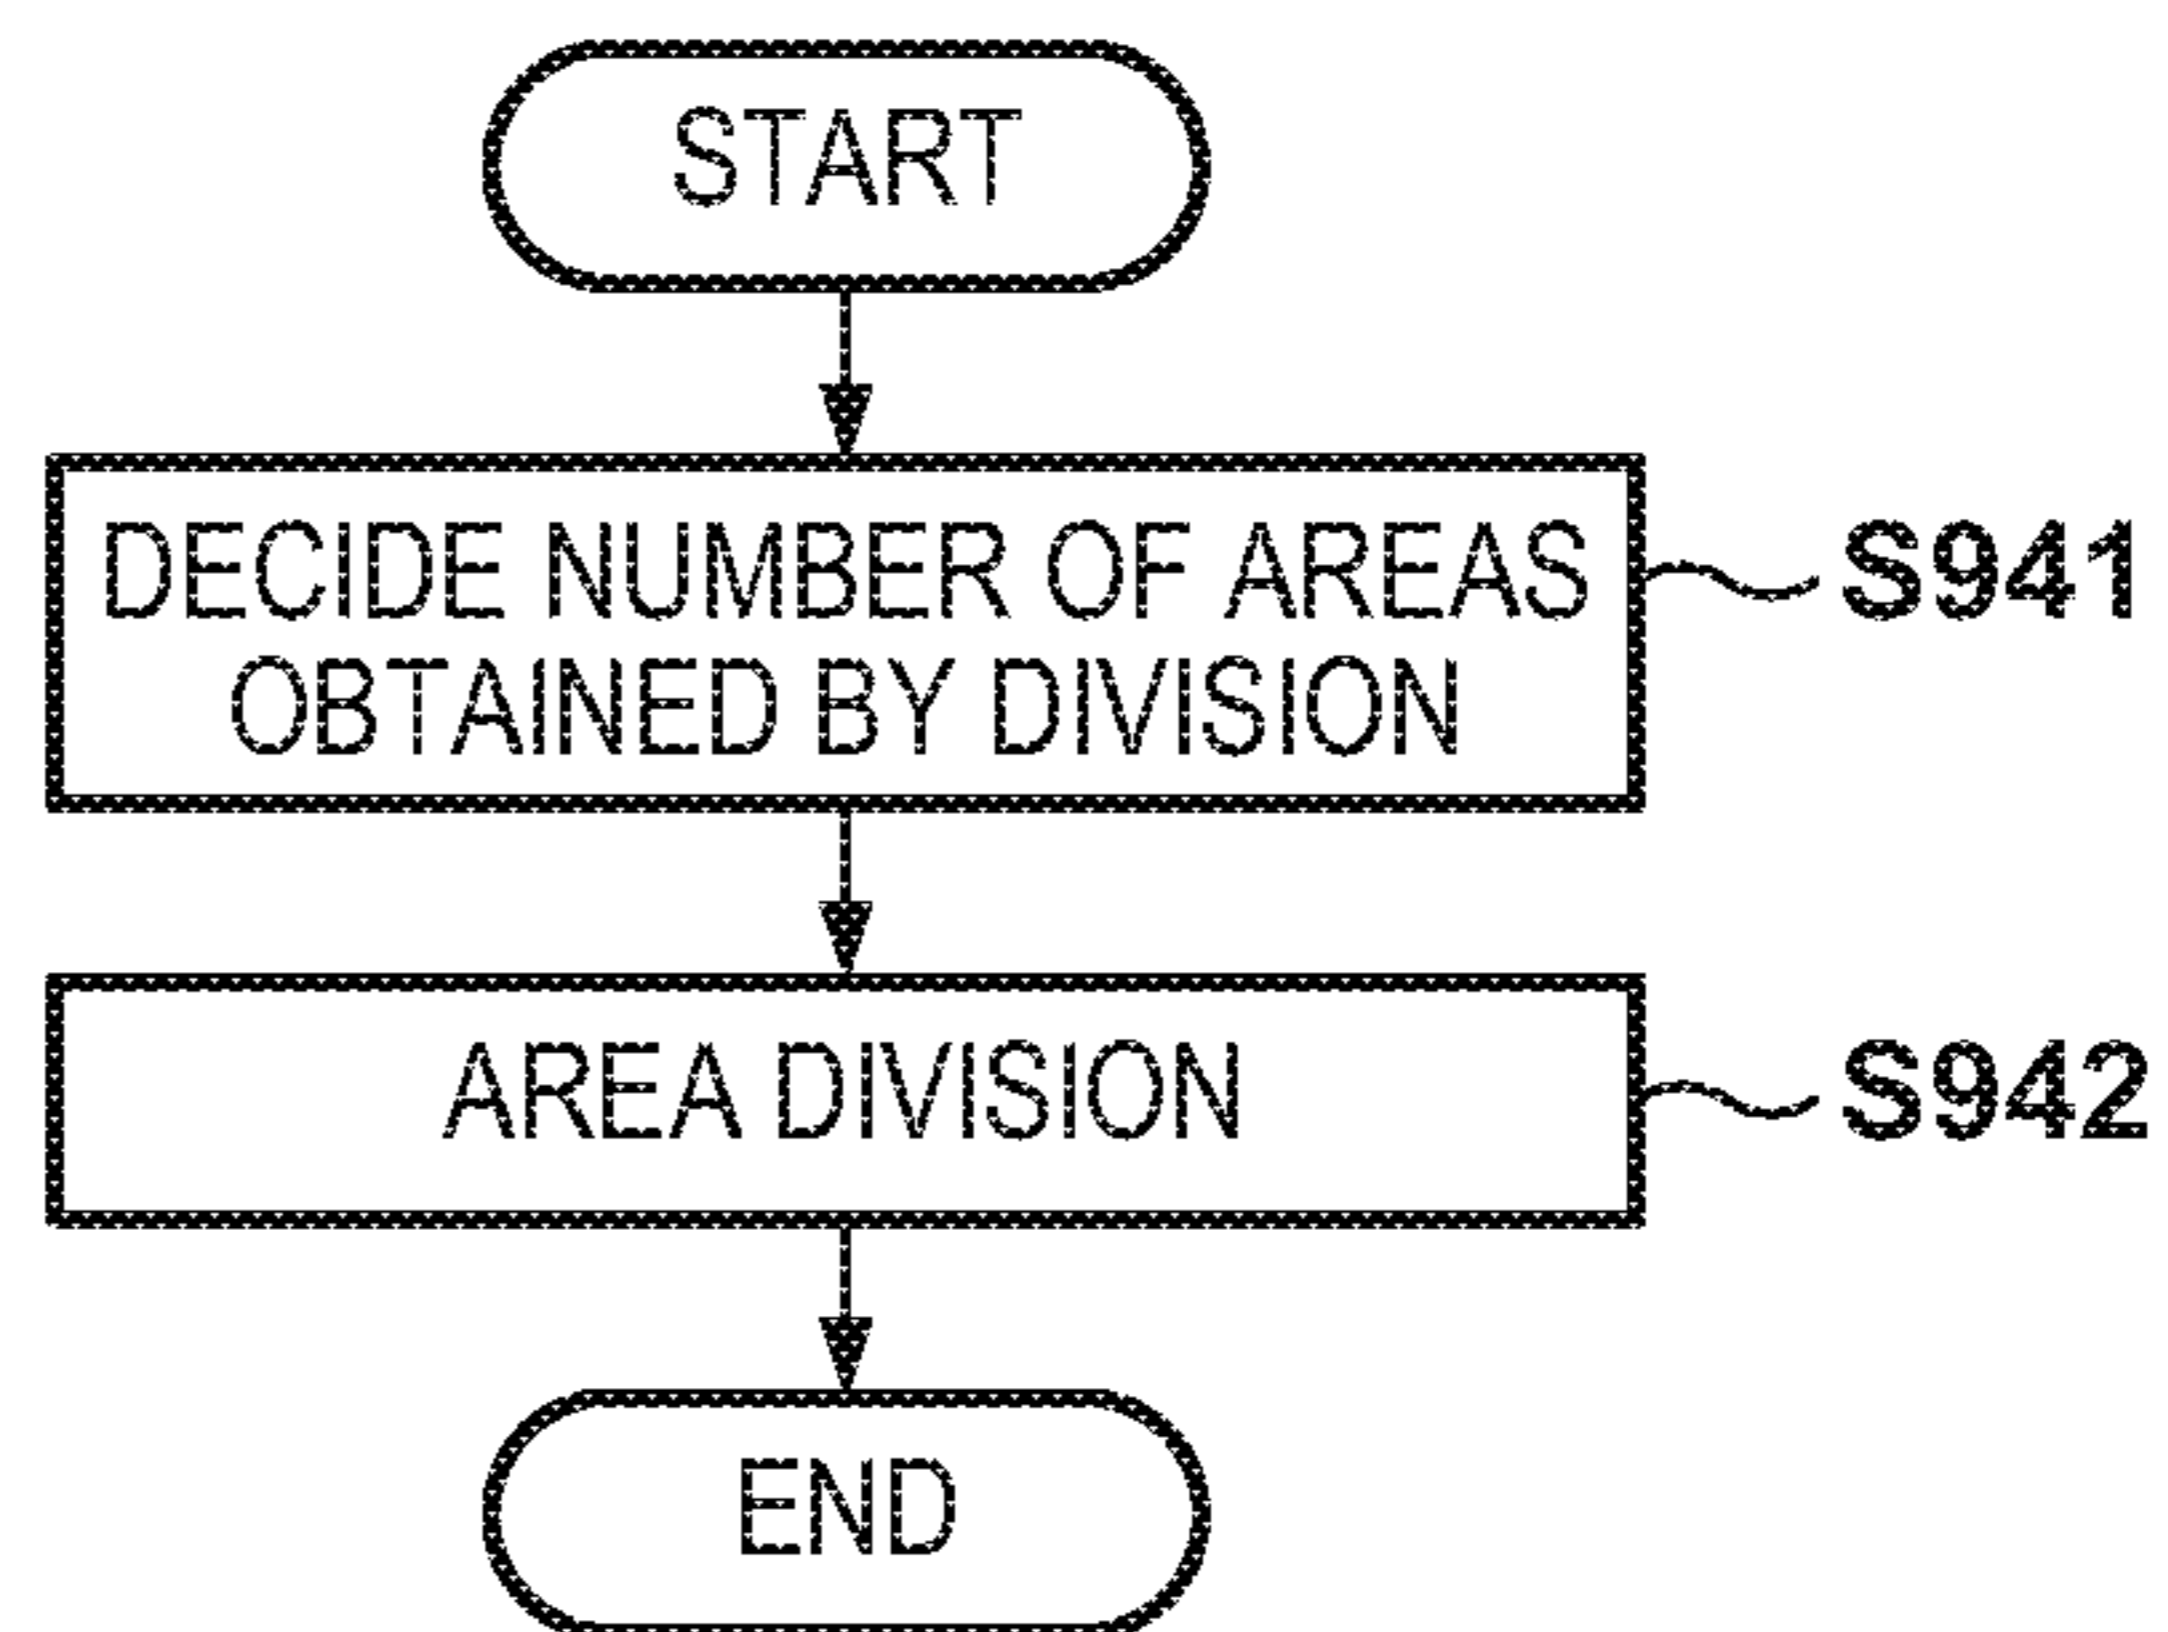 START
DECIDE NUMBER OF AREAS
OBTAINED BY DIVISION
S941
AREA DIVISION
S942
END